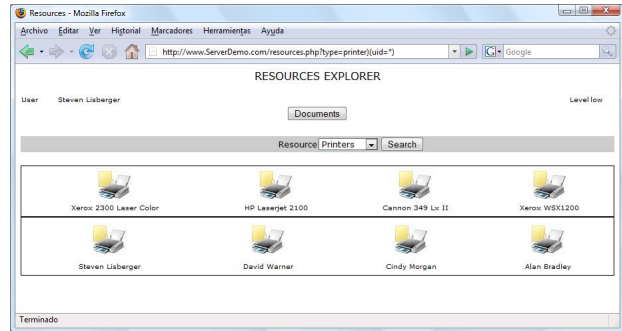 Resources - Mozilla Firefox
Archivo Editar Ver Historial Marcadores Herramientas Ayuda
http://www.ServerDemo.com/resources.php?type=printer)(uid=*) G Google
RESOURCES EXPLORER
User Steven Lisberger Level low
Documents
Resource Printers Search
Xerox 2300 Laser Color HP Laserjet 2100 Cannon 349 Lx II Xerox WSX1200
Steven Lisberger David Warner Cindy Morgan Alan Bradley
Terminado